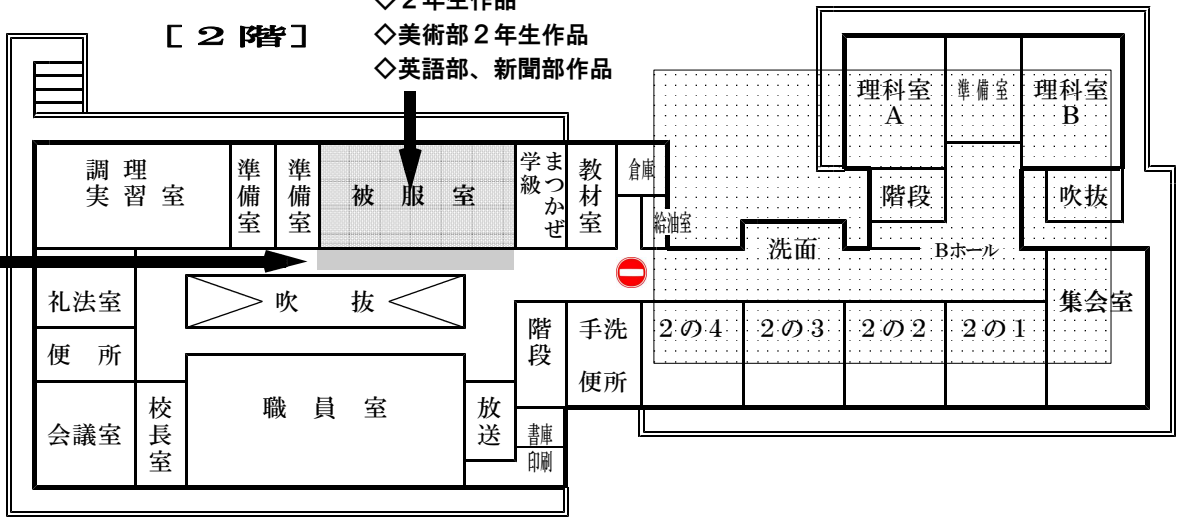 ◇２年生作品
［２階］
◇美術部２年生作品
◇英語部、新聞部作品
理科室
A
準備室
理科室
B
調理
実習室
準備室
準備室
被服室
まつかぜ
学級
教材室
倉庫
階段
吹抜
給油室
洗面
Bホール
集会室
礼法室
吹抜
階段
手洗
便所
２の４
２の３
２の２
２の１
便所
会議室
校長室
職員室
放送
書庫
印刷